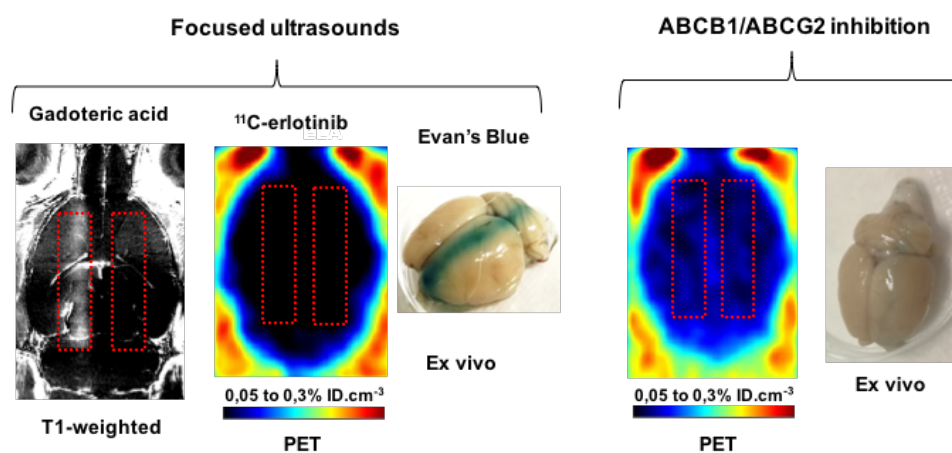 Focused ultrasounds
ABCB1/ABCG2 inhibition
Gadoteric acid
¹¹C-erlotinib
Evan's Blue
Ex vivo
Ex vivo
0,05 to 0,3% ID.cm⁻³
0,05 to 0,3% ID.cm⁻³
T1-weighted
PET
PET